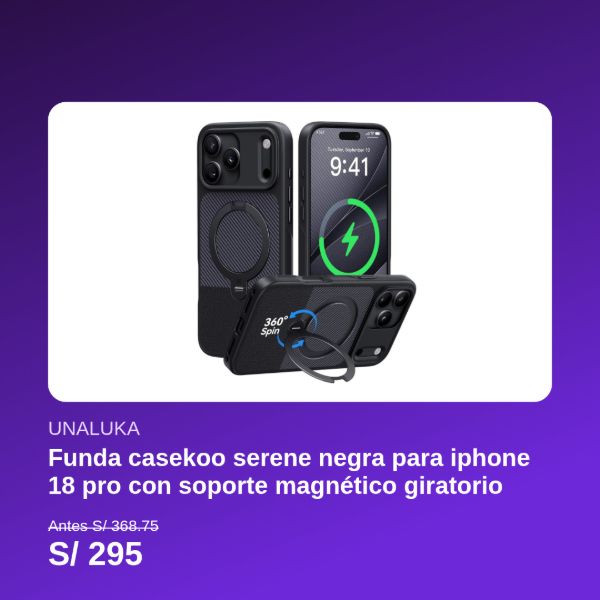 Tuesday, September 10
9:41
360°
Spin
UNALUKA
Funda casekoo serene negra para iphone
18 pro con soporte magnético giratorio
Antes S/ 368.75
S/ 295